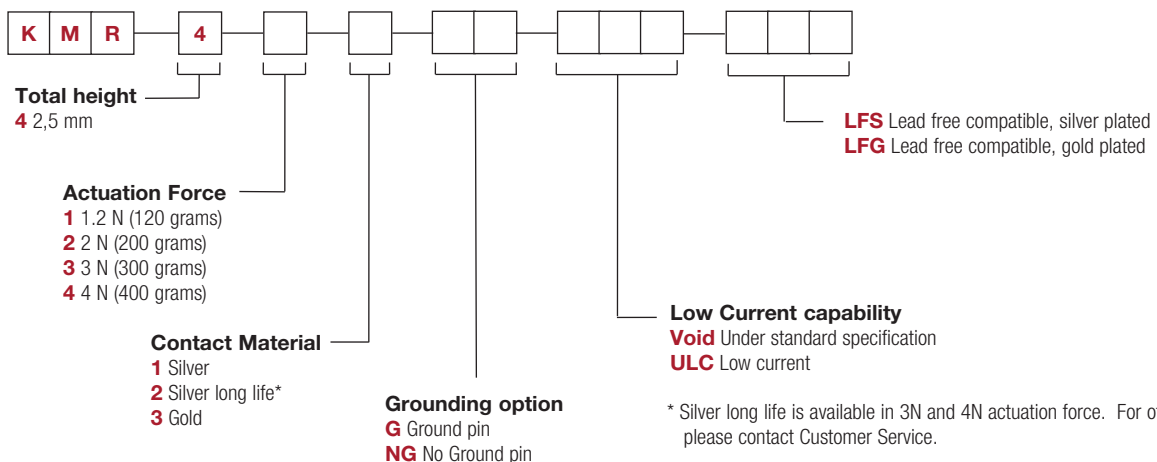 K M R 4
Total height
4 2,5 mm
LFS Lead free compatible, silver plated
LFG Lead free compatible, gold plated
Actuation Force
1 1.2 N (120 grams)
2 2 N (200 grams)
3 3 N (300 grams)
4 4 N (400 grams)
Low Current capability
Void Under standard specification
ULC Low current
Contact Material
1 Silver
2 Silver long life*
3 Gold
Grounding option
G Ground pin
NG No Ground pin
* Silver long life is available in 3N and 4N actuation force. For
please contact Customer Service.